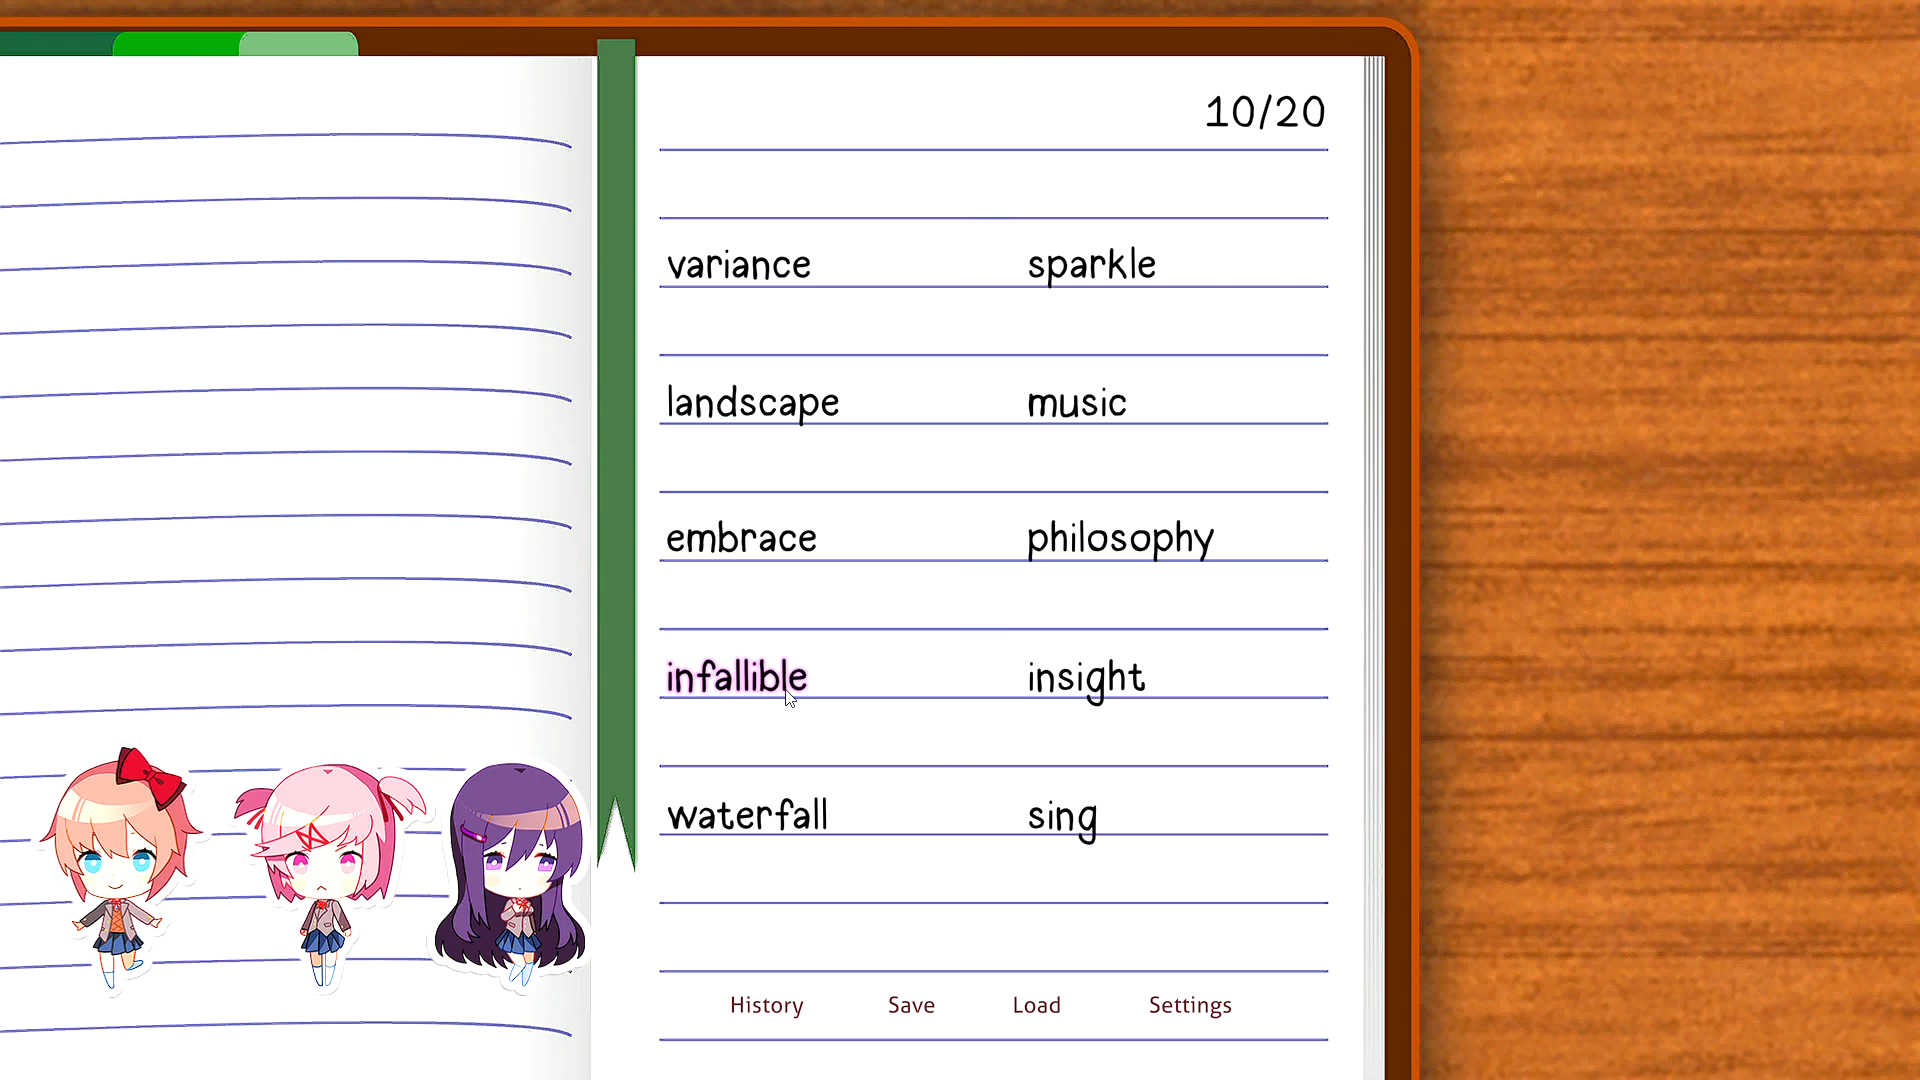 10/20
variance sparkle
landscape music
embrace philosophy
infallible insight
waterfall sing
History Save Load Settings